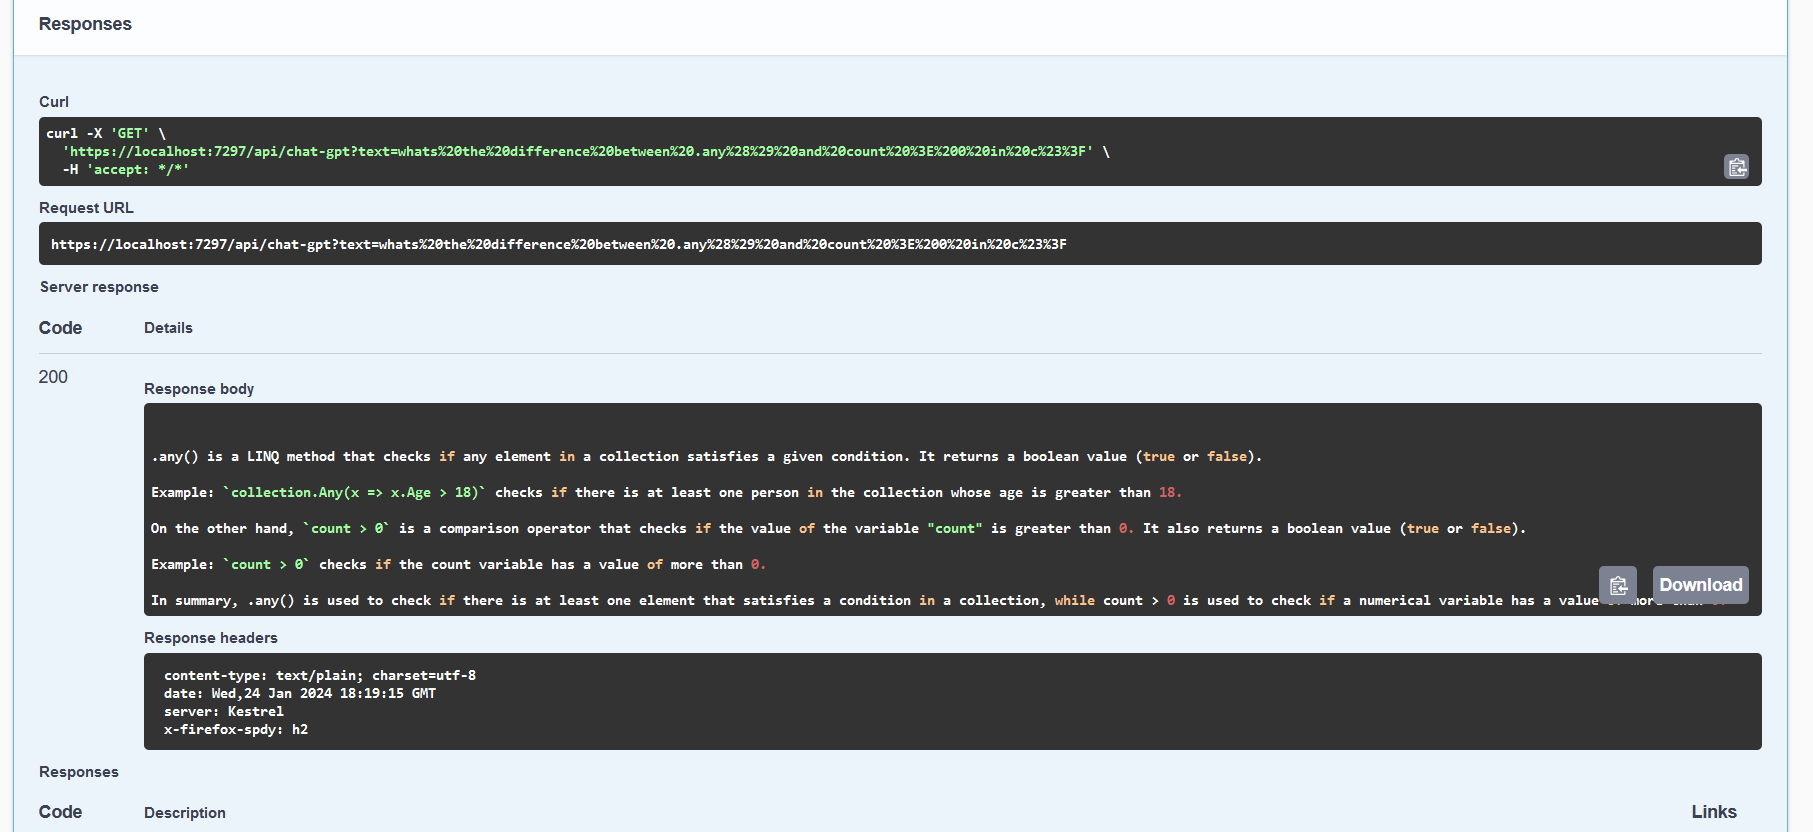 Responses
Curl
curl -X 'GET' \
'https://localhost:7297/api/chat-gpt?text=whats%20the%20difference%20between%20.any%28%29%20and%20count%20%3E%200%20in%20c%23%3F' \
-H 'accept: */*'
Request URL
https://localhost:7297/api/chat-gpt?text=whats%20the%20difference%20between%20.any%28%29%20and%20count%20%3E%200%20in%20c%23%3F
Server response
Code Details
200
Response body
.any() is a LINQ method that checks if any element in a collection satisfies a given condition. It returns a boolean value (true or false).
Example: `collection.Any(x => x.Age > 18)` checks if there is at least one person in the collection whose age is greater than 18.
On the other hand, `count > 0` is a comparison operator that checks if the value of the variable "count" is greater than 0. It also returns a boolean value (true or false).
Example: `count > 0` checks if the count variable has a value of more than 0.
In summary, .any() is used to check if there is at least one element that satisfies a condition in a collection, while count > 0 is used to check if a numerical variable has a value
Download
Response headers
content-type: text/plain; charset=utf-8
date: Wed,24 Jan 2024 18:19:15 GMT
server: Kestrel
x-firefox-spdy: h2
Responses
Code Description Links